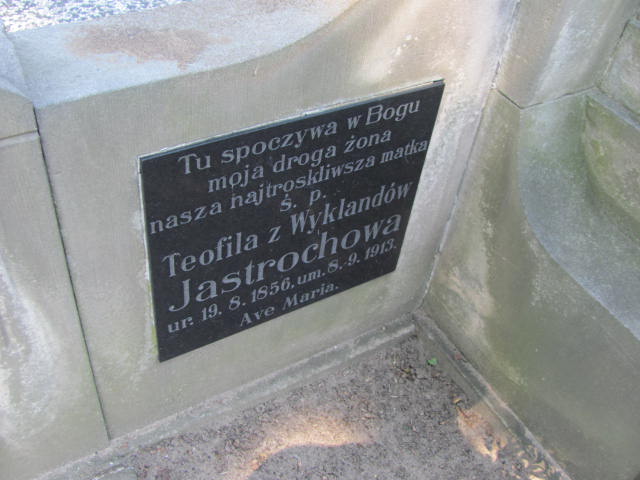 Tu spoczywa w Bogu
moja droga żona
nasza najtroskliwsza matka
ś. p.
Teofila z Wyklandów
Jastrochowa
ur. 19. 8. 1856. um. 8. 9. 1913.
Ave Maria.